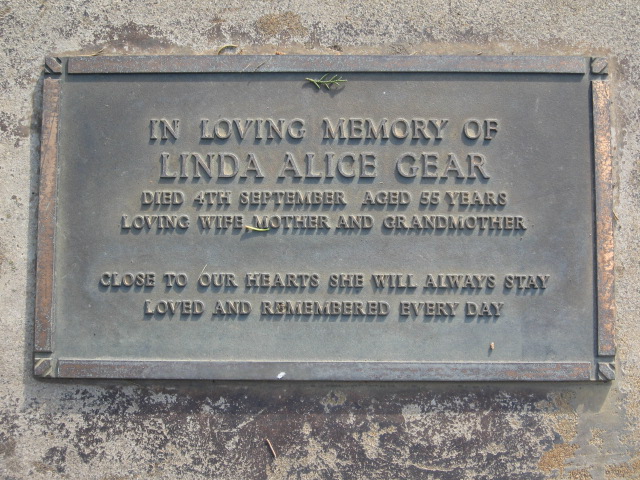 IN LOVING MEMORY OF
LINDA ALICE GEAR
DIED 4TH SEPTEMBER AGED 55 YEARS
LOVING WIFE MOTHER AND GRANDMOTHER
CLOSE TO OUR HEARTS SHE WILL ALWAYS STAY
LOVED AND REMEMBERED EVERY DAY